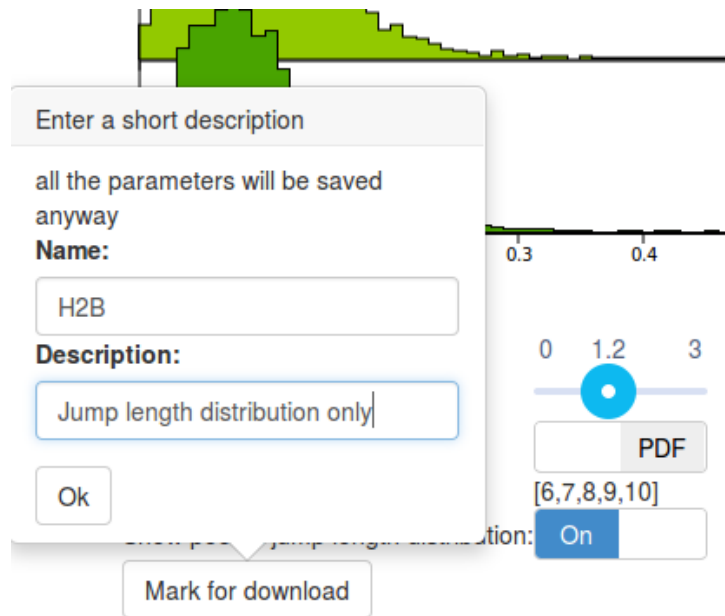 Enter a short description
all the parameters will be saved
anyway
Name:
H2B
Description:
Jump length distribution only
Ok
0.3 0.4
0 1.2 3
PDF
[6,7,8,9,10]
jump length distribution: On
Mark for download